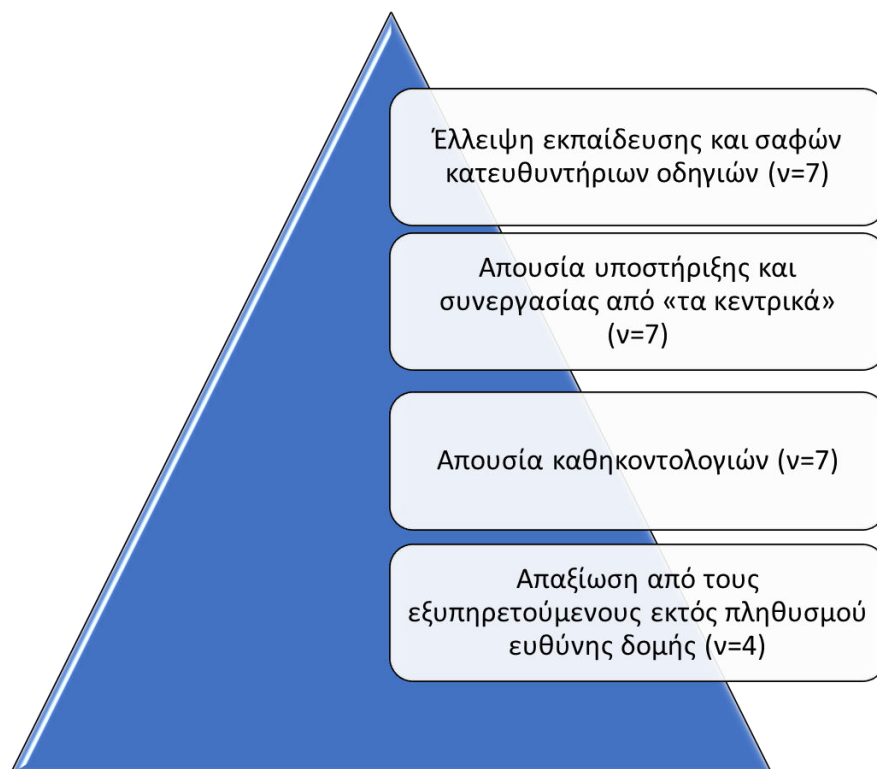 Έλλειψη εκπαίδευσης και σαφών
κατευθυντήριων οδηγιών (ν=7)
Απουσία υποστήριξης και
συνεργασίας από «τα κεντρικά»
(ν=7)
Απουσία καθηκοντολογιών (ν=7)
Απαξίωση από τους
εξυπηρετούμενους εκτός πληθυσμού
ευθύνης δομής (ν=4)